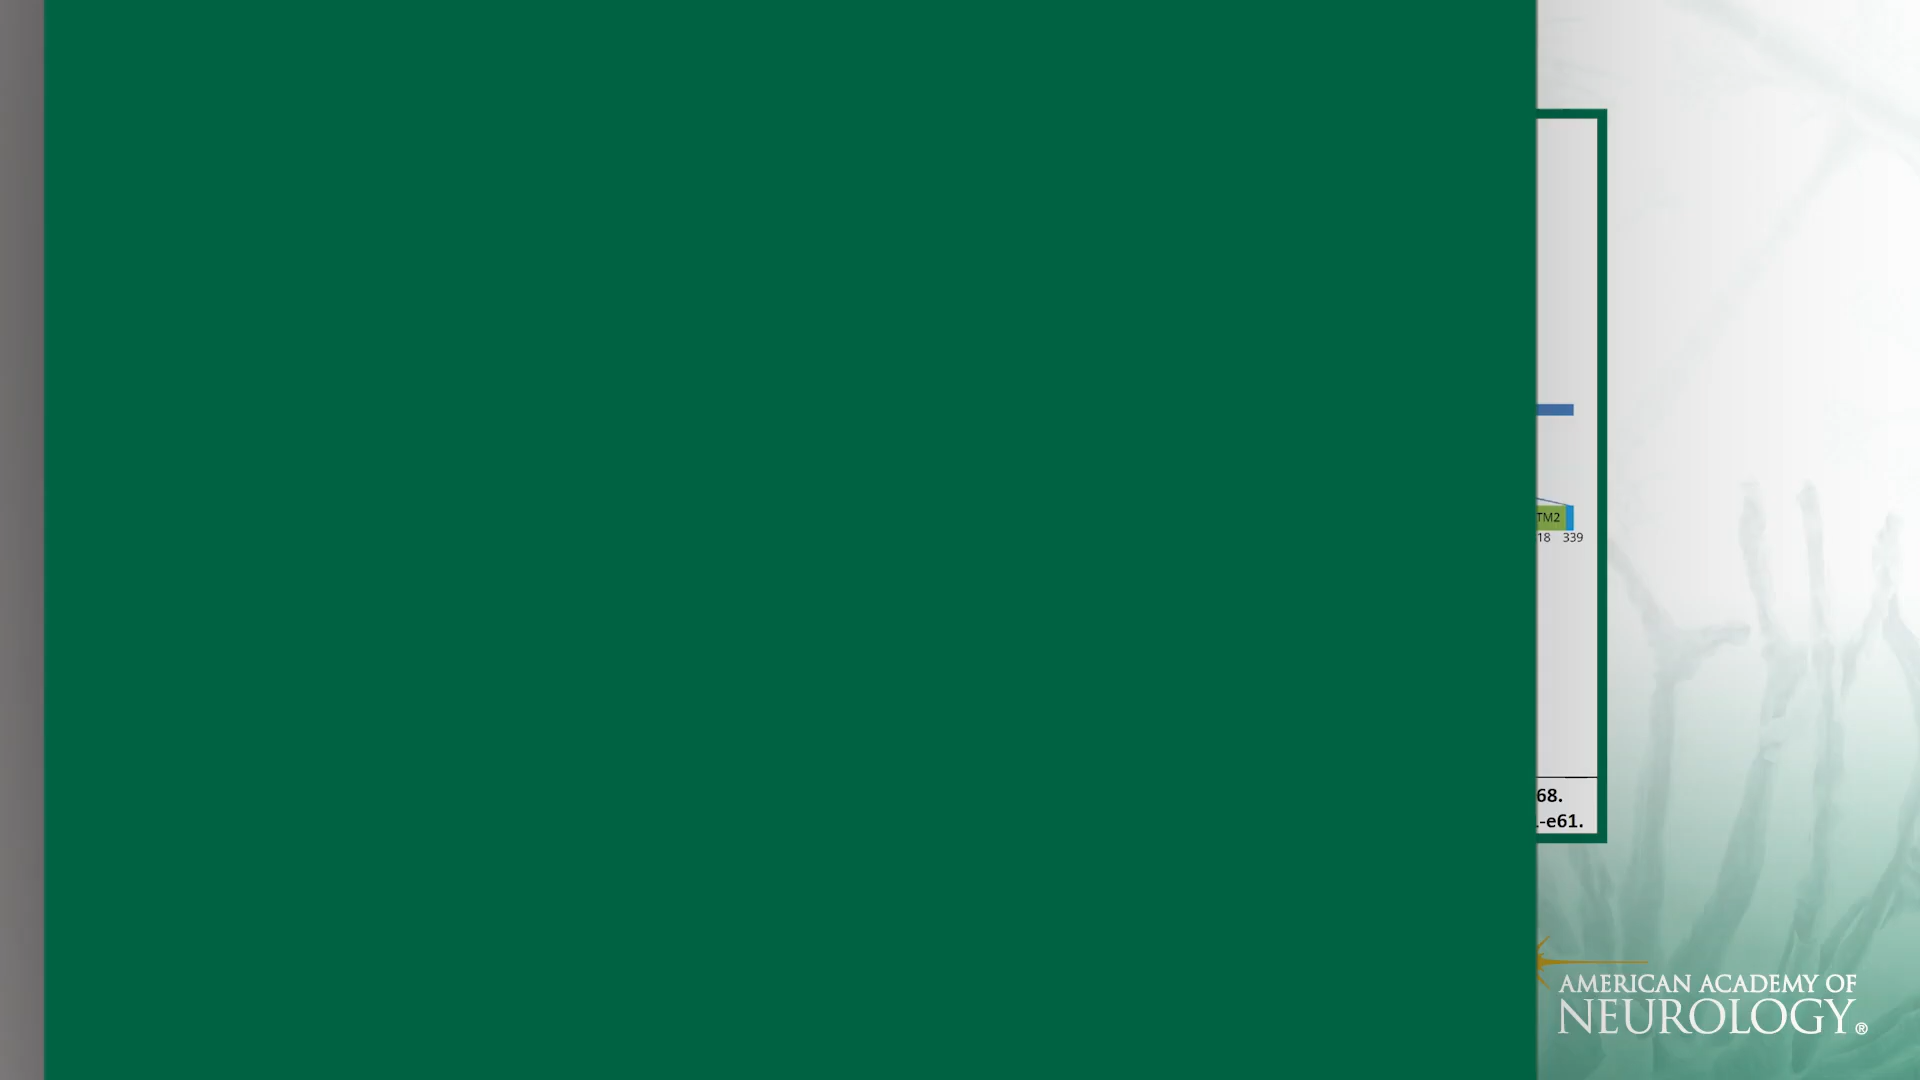 TM2
18 339
68.
-e61.
AMERICAN ACADEMY OF
NEUROLOGY®